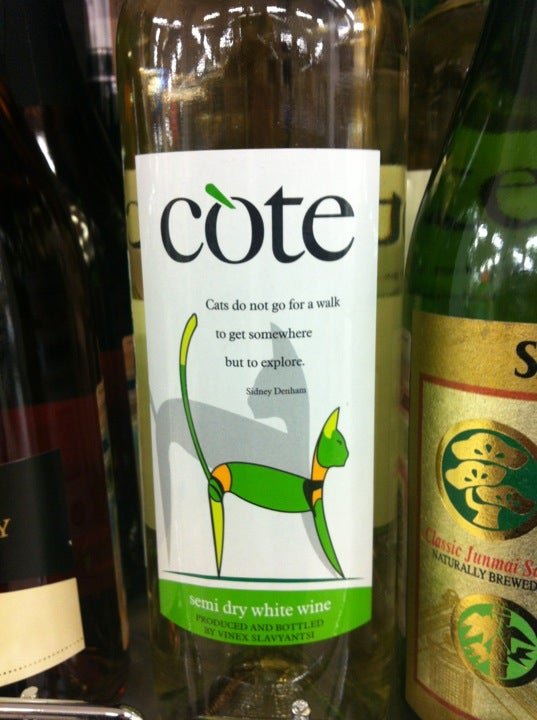 còte
Cats do not go for a walk
to get somewhere
but to explore.
Sidney Denham
semi dry white wine
PRODUCED AND BOTTLED
BY VINEX SLAVYANTSI
Y
S
Classic Junmai
NATURALLY BREWED